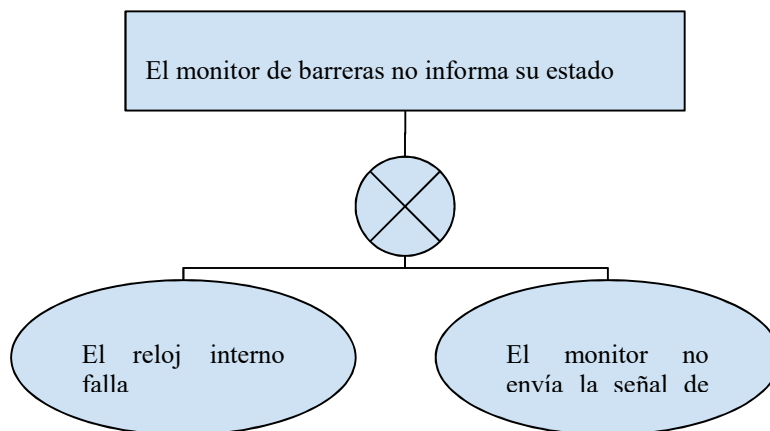 El monitor de barreras no informa su estado
El reloj interno
falla
El monitor no
envía la señal de